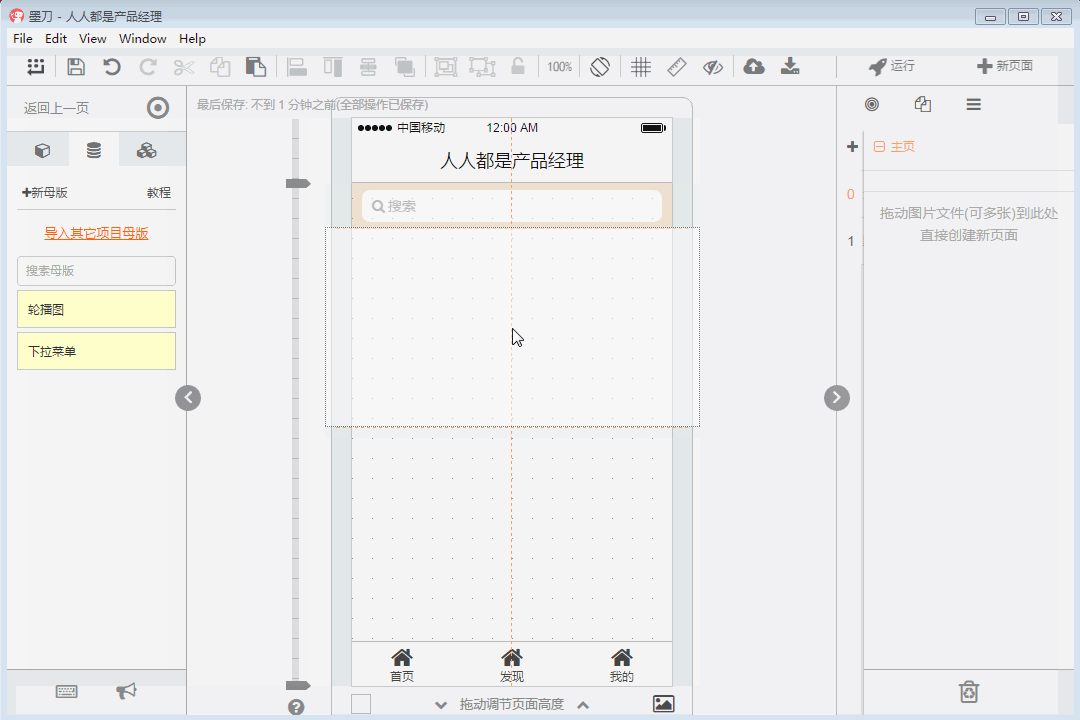 墨刀 - 人人都是产品经理
File Edit View Window Help
100%
运行
新页面
返回上一页
最后保存: 不到 1 分钟之前(全部操作已保存)
中国移动 12:00 AM
人人都是产品经理
搜索
新母版 教程
导入其它项目母版
搜索母版
轮播图
下拉菜单
主页
0
1
拖动图片文件(可多张)到此处
直接创建新页面
首页 发现 我的
拖动调节页面高度